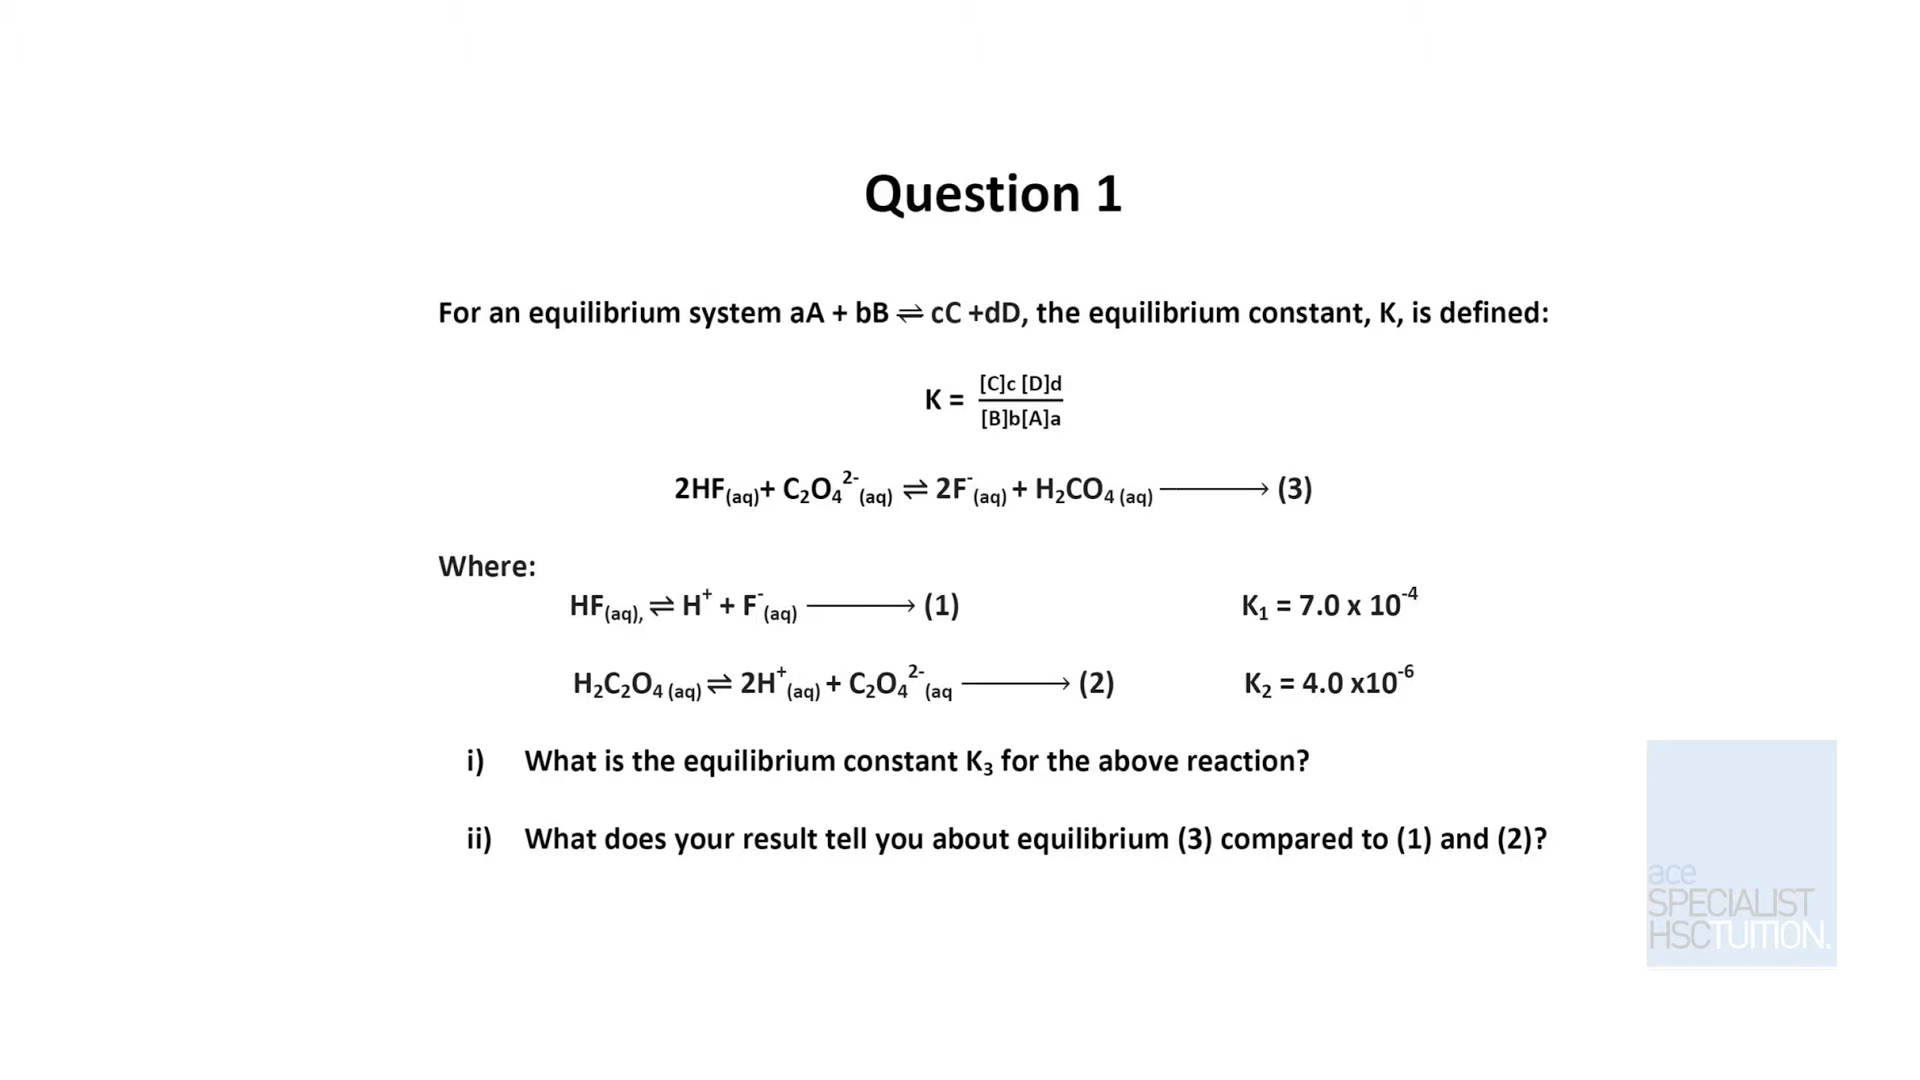 Question 1
For an equilibrium system aA + bB ⇌ cC +dD, the equilibrium constant, K, is defined:
K = [C]c [D]d
[B]b[A]a
2HF(aq)+ C₂O₄²⁻(aq) ⇌ 2F⁻(aq) + H₂CO₄ (aq) ⟶ (3)
Where:
HF(aq), ⇌ H⁺ + F⁻(aq) ⟶ (1) K₁ = 7.0 x 10⁻⁴
H₂C₂O₄ (aq) ⇌ 2H⁺(aq) + C₂O₄²⁻(aq ⟶ (2) K₂ = 4.0 x10⁻⁶
i) What is the equilibrium constant K₃ for the above reaction?
ii) What does your result tell you about equilibrium (3) compared to (1) and (2)?
ace
SPECIALIST
HSCTUITION.